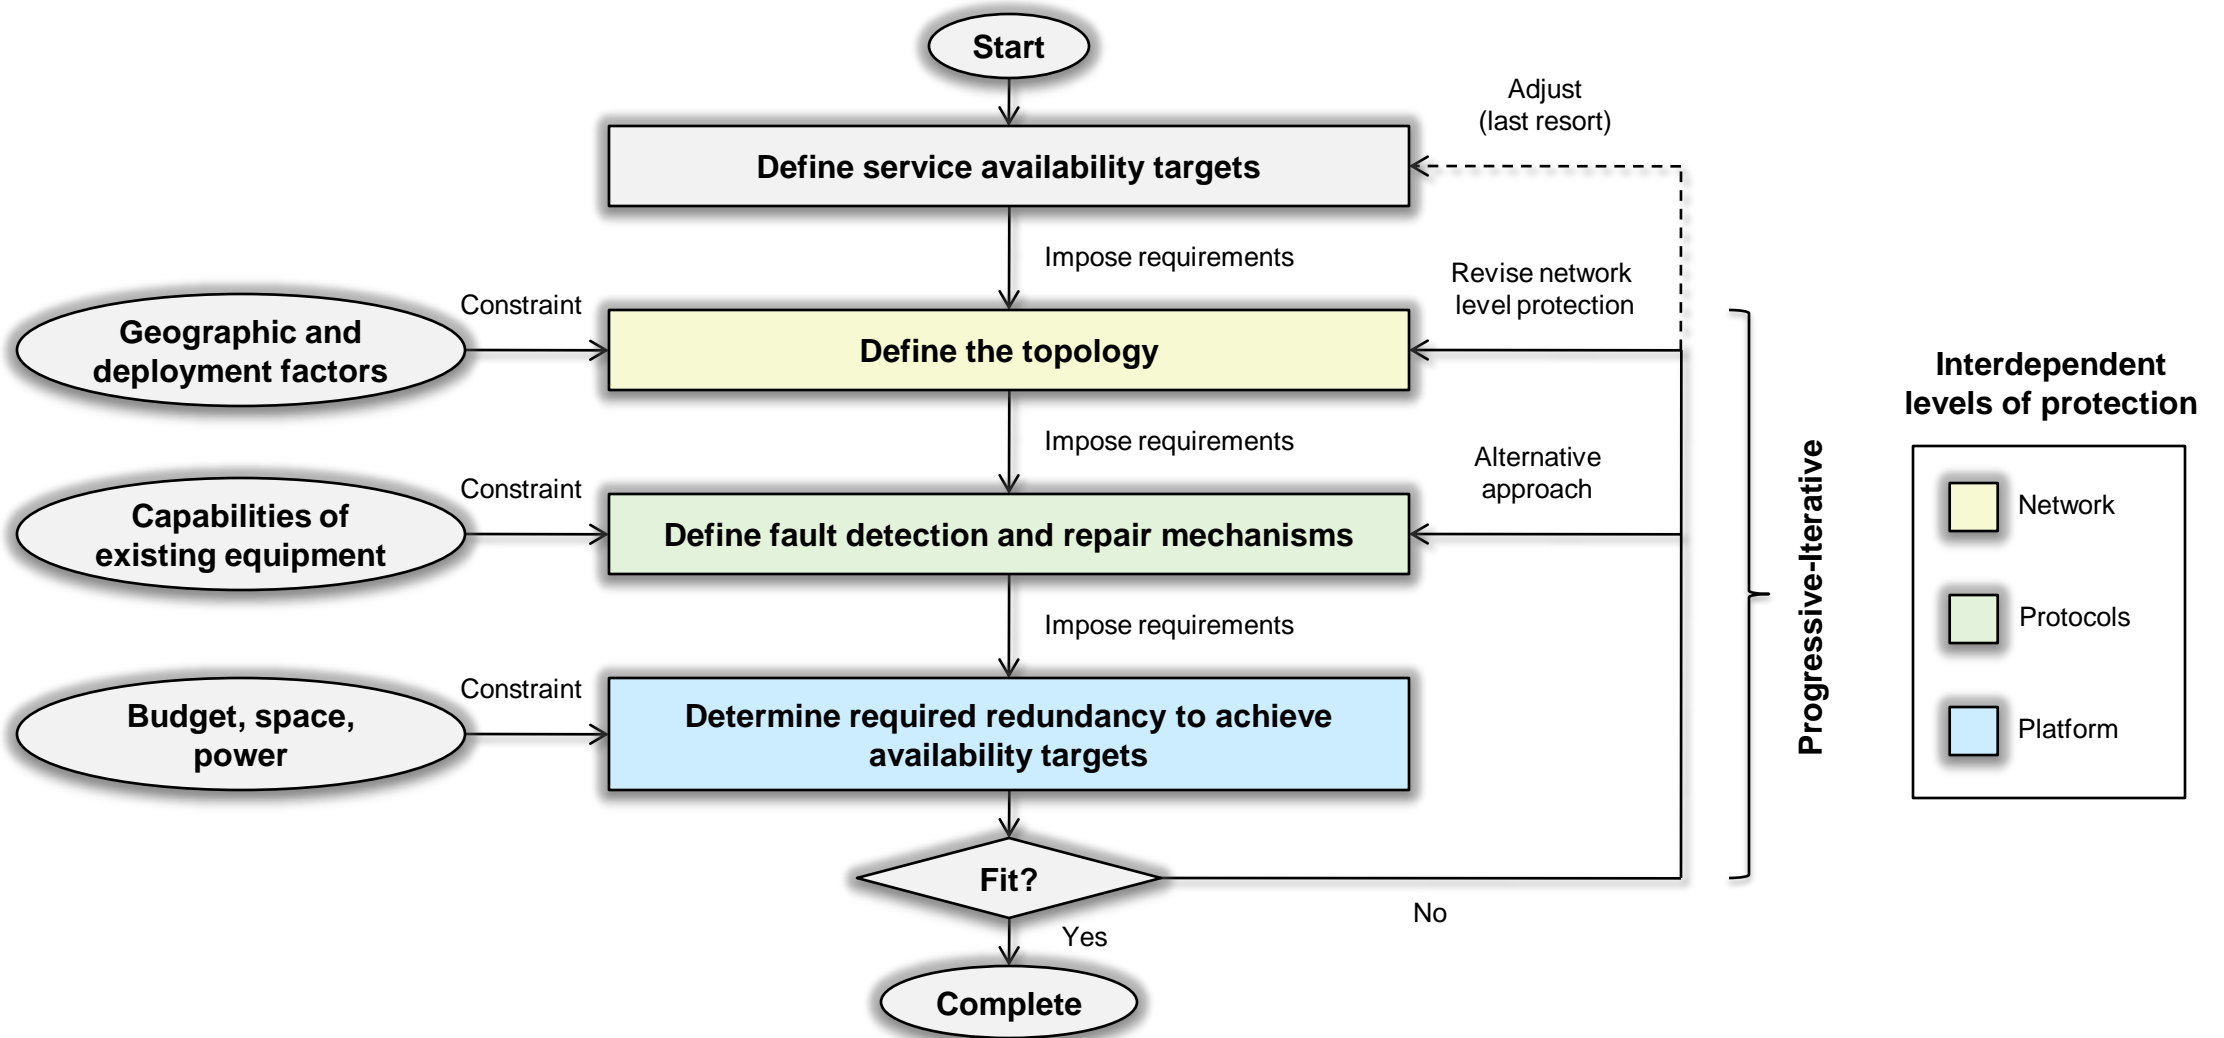 Start
Adjust
(last resort)
Define service availability targets
Impose requirements
Revise network
level protection
Geographic and
deployment factors
Constraint
Define the topology
Impose requirements
Alternative
approach
Capabilities of
existing equipment
Constraint
Define fault detection and repair mechanisms
Impose requirements
Budget, space,
power
Constraint
Determine required redundancy to achieve
availability targets
Fit?
No
Yes
Complete
Progressive-Iterative
Interdependent
levels of protection
Network
Protocols
Platform